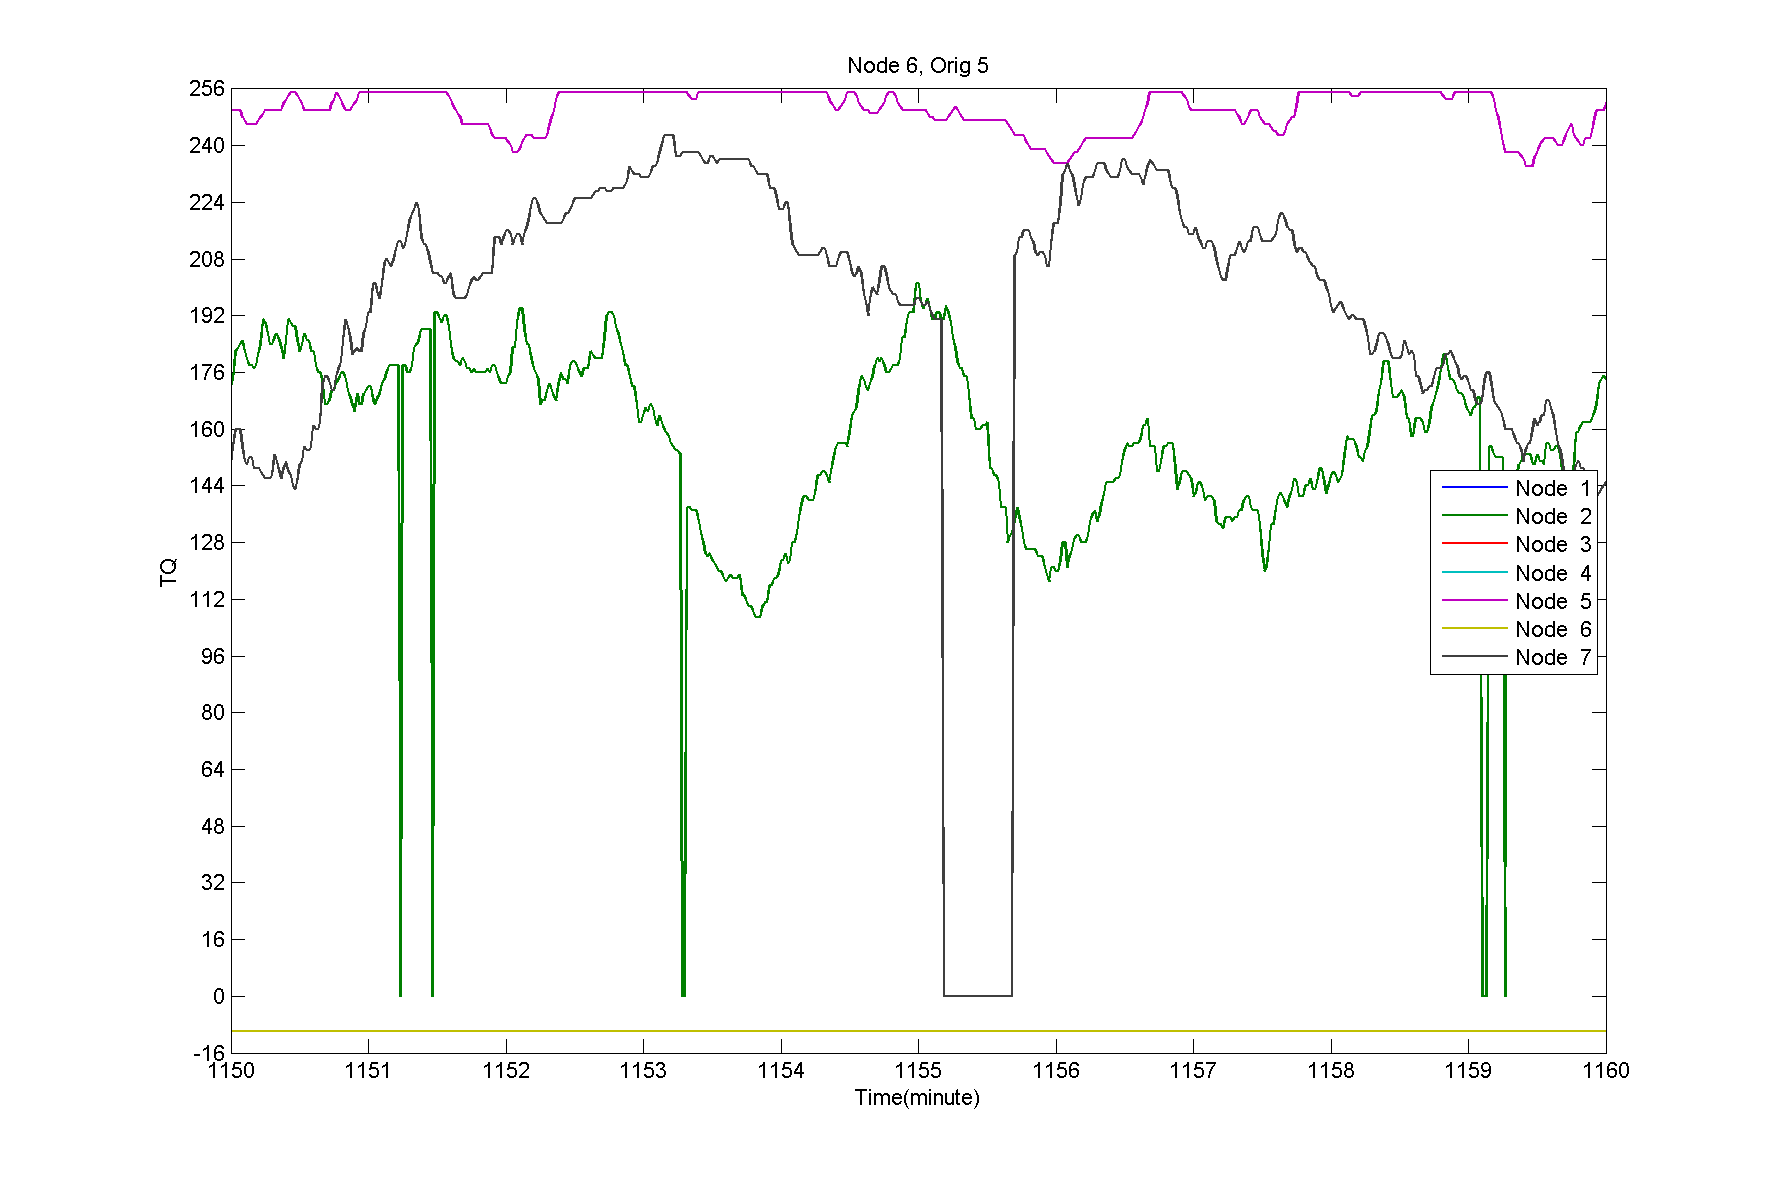 Node 6, Orig 5
256
240
224
208
192
176
160
144
128
112
96
80
64
48
32
16
0
-16
TQ
Node 1
Node 2
Node 3
Node 4
Node 5
Node 6
Node 7
1150 1151 1152 1153 1154 1155 1156 1157 1158 1159 1160
Time(minute)